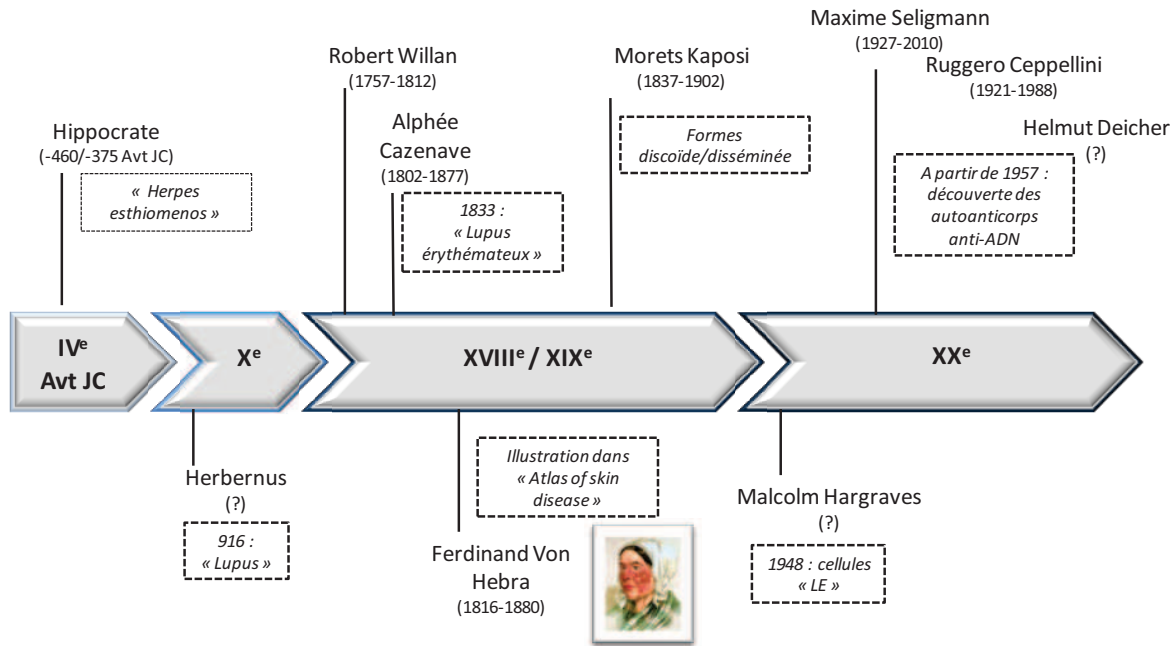 Maxime Seligmann
(1927-2010)
Robert Willan
(1757-1812)
Morets Kaposi
(1837-1902)
Ruggero Ceppellini
(1921-1988)
Hippocrate
(-460/-375 Avt JC)
Alphée
Cazenave
(1802-1877)
Helmut Deicher
(?)
« Herpes
esthiomenos »
1833 :
« Lupus
érythémateux »
Formes
discoïde/disséminée
A partir de 1957 :
découverte des
autoanticorps
anti-ADN
IVe
Avt JC
Xe
XVIIIe / XIXe
XXe
Herbernus
(?)
916 :
« Lupus »
Illustration dans
« Atlas of skin
disease »
Ferdinand Von
Hebra
(1816-1880)
Malcolm Hargraves
(?)
1948 : cellules
« LE »